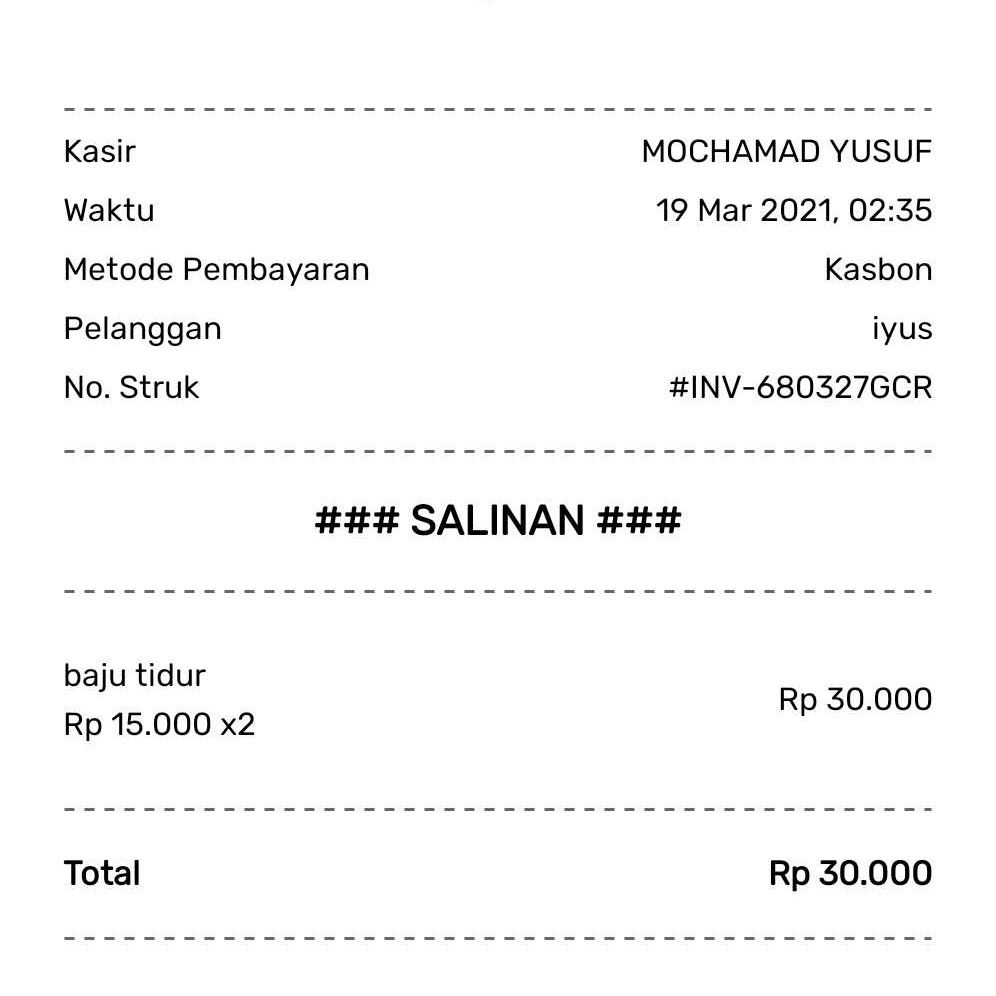 Kasir MOCHAMAD YUSUF
Waktu 19 Mar 2021, 02:35
Metode Pembayaran Kasbon
Pelanggan iyus
No. Struk #INV-680327GCR
### SALINAN ###
baju tidur
Rp 15.000 x2 Rp 30.000
Total Rp 30.000